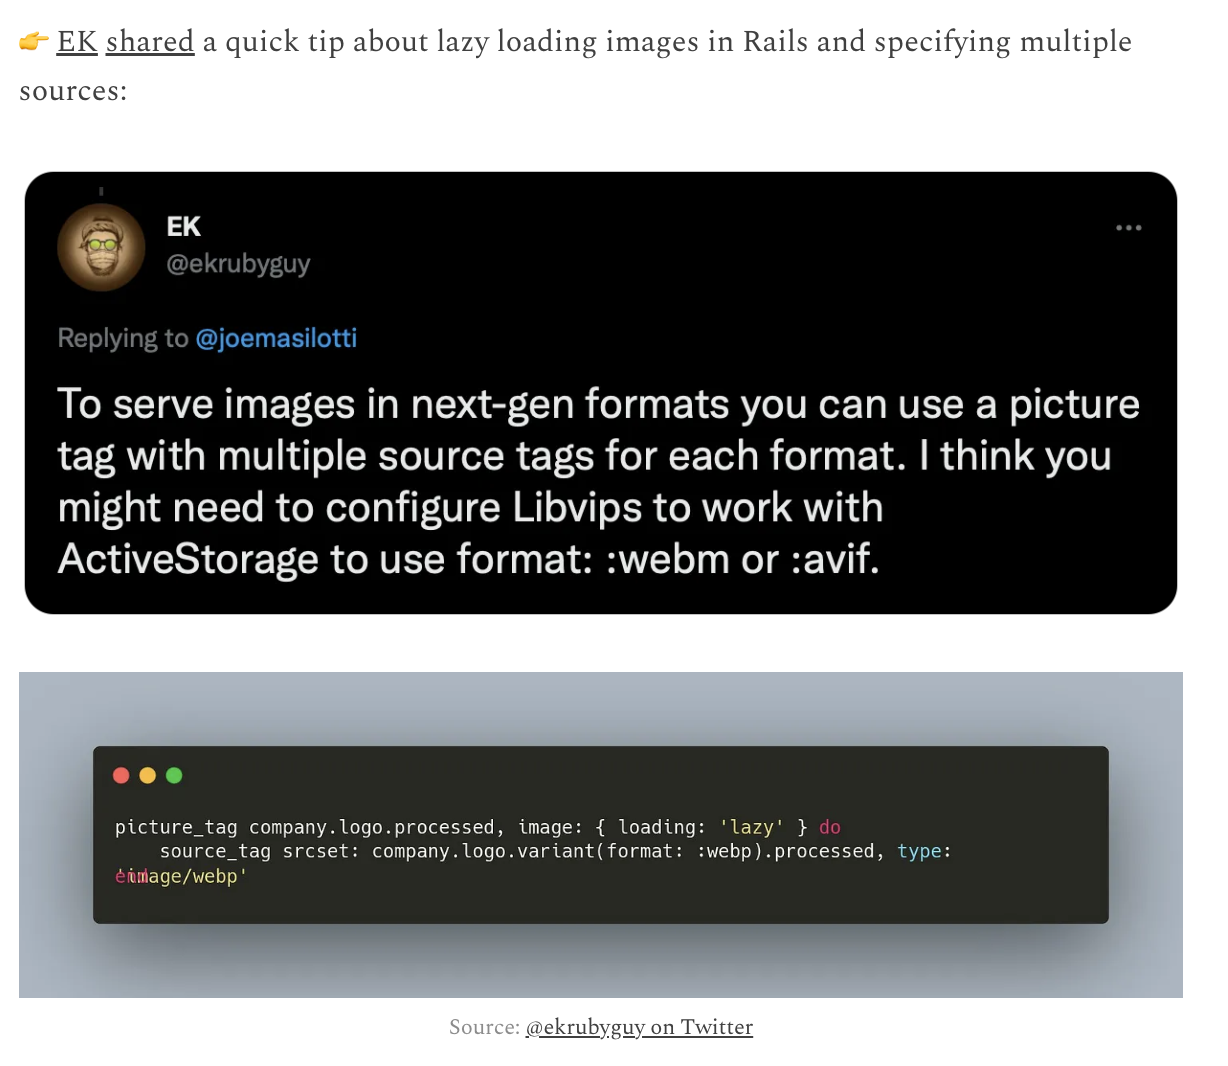 👉 EK shared a quick tip about lazy loading images in Rails and specifying multiple
sources:
EK
@ekrubyguy
Replying to @joemasilotti
To serve images in next-gen formats you can use a picture
tag with multiple source tags for each format. I think you
might need to configure Libvips to work with
ActiveStorage to use format: :webm or :avif.
picture_tag company.logo.processed, image: { loading: 'lazy' } do
    source_tag srcset: company.logo.variant(format: :webp).processed, type:
'image/webp'
end
Source: @ekrubyguy on Twitter